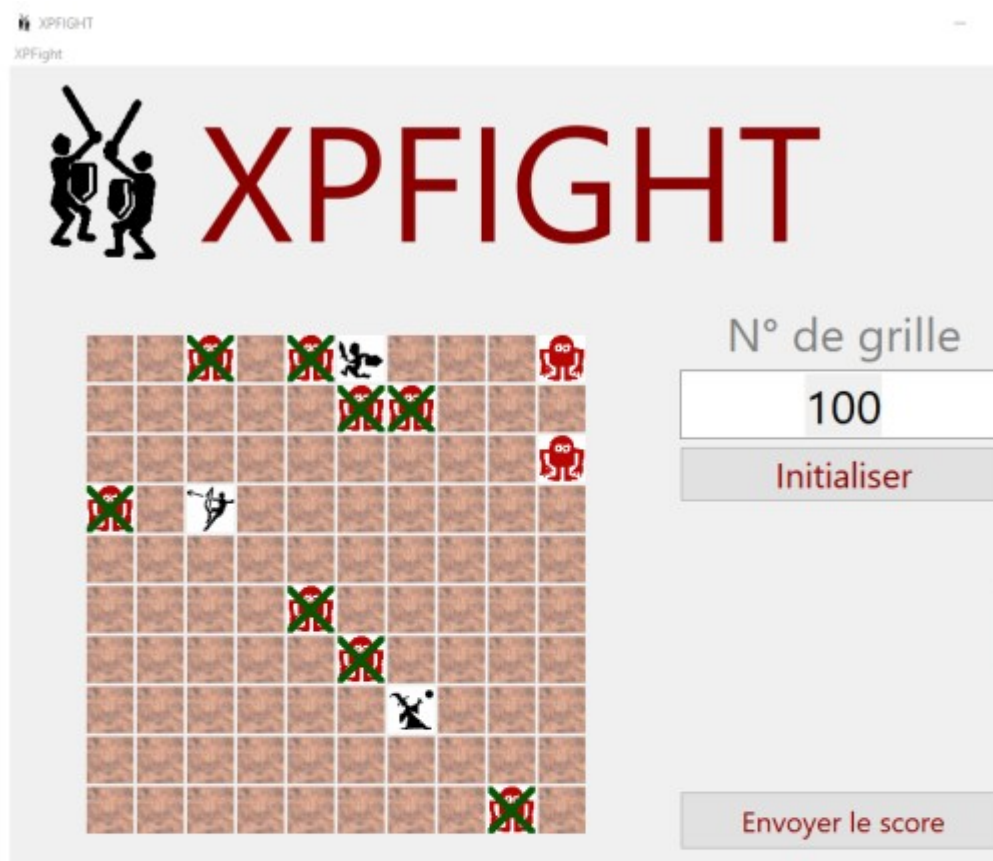 XPFIGHT
XPFight
XPFIGHT
N° de grille
100
Initialiser
Envoyer le score